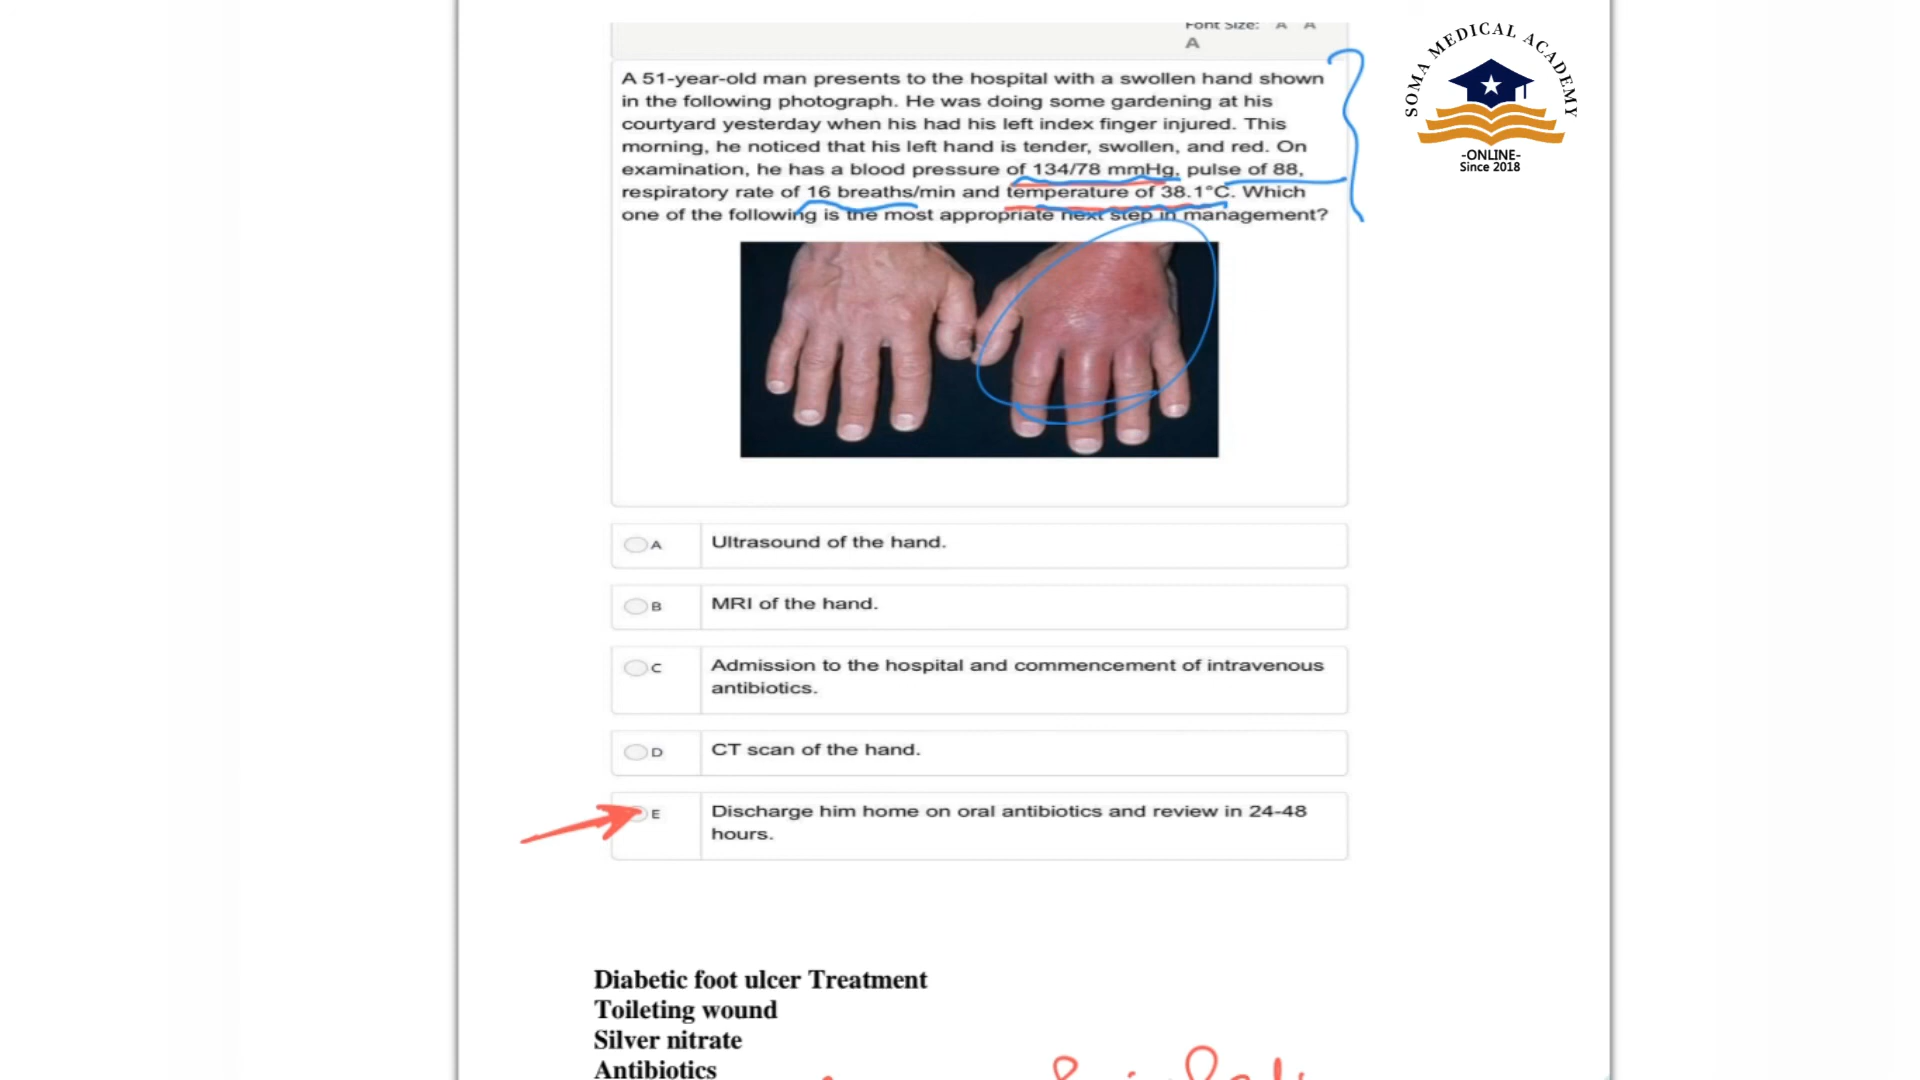 Font Size: A A
A
SOMA MEDICAL ACADEMY
-ONLINE-
Since 2018
A 51-year-old man presents to the hospital with a swollen hand shown
in the following photograph. He was doing some gardening at his
courtyard yesterday when his had his left index finger injured. This
morning, he noticed that his left hand is tender, swollen, and red. On
examination, he has a blood pressure of 134/78 mmHg, pulse of 88,
respiratory rate of 16 breaths/min and temperature of 38.1°C. Which
one of the following is the most appropriate next step in management?
A Ultrasound of the hand.
B MRI of the hand.
C Admission to the hospital and commencement of intravenous
antibiotics.
D CT scan of the hand.
E Discharge him home on oral antibiotics and review in 24-48
hours.
Diabetic foot ulcer Treatment
Toileting wound
Silver nitrate
Antibiotics